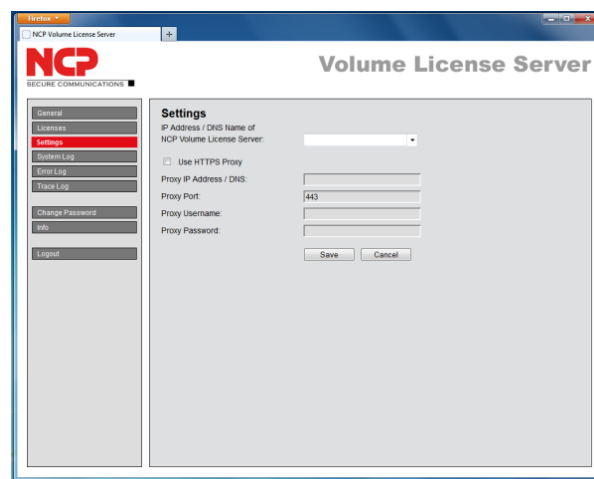 Firefox
NCP Volume License Server
NCP
SECURE COMMUNICATIONS
Volume License Server
General
Licenses
Settings
System Log
Error Log
Trace Log
Change Password
Info
Logout
Settings
IP Address / DNS Name of
NCP Volume License Server:
Use HTTPS Proxy
Proxy IP Address / DNS:
Proxy Port:
443
Proxy Username:
Proxy Password:
Save
Cancel